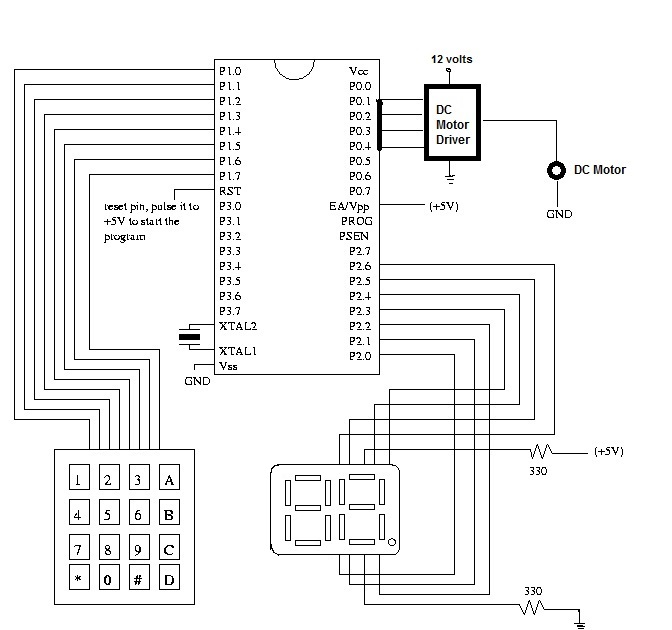 12 volts
P1.0
P1.1
P1.2
P1.3
P1.4
P1.5
P1.6
P1.7
RST
P3.0
P3.1
P3.2
P3.3
P3.4
P3.5
P3.6
P3.7
XTAL2
XTAL1
Vss
Vcc
P0.0
P0.1
P0.2
P0.3
P0.4
P0.5
P0.6
P0.7
EA/Vpp
PROG
PSEN
P2.7
P2.6
P2.5
P2.4
P2.3
P2.2
P2.1
P2.0
DC
Motor
Driver
DC Motor
GND
(+5V)
reset pin, pulse it to
+5V to start the
program
GND
330
(+5V)
1 2 3 A
4 5 6 B
7 8 9 C
* 0 # D
330